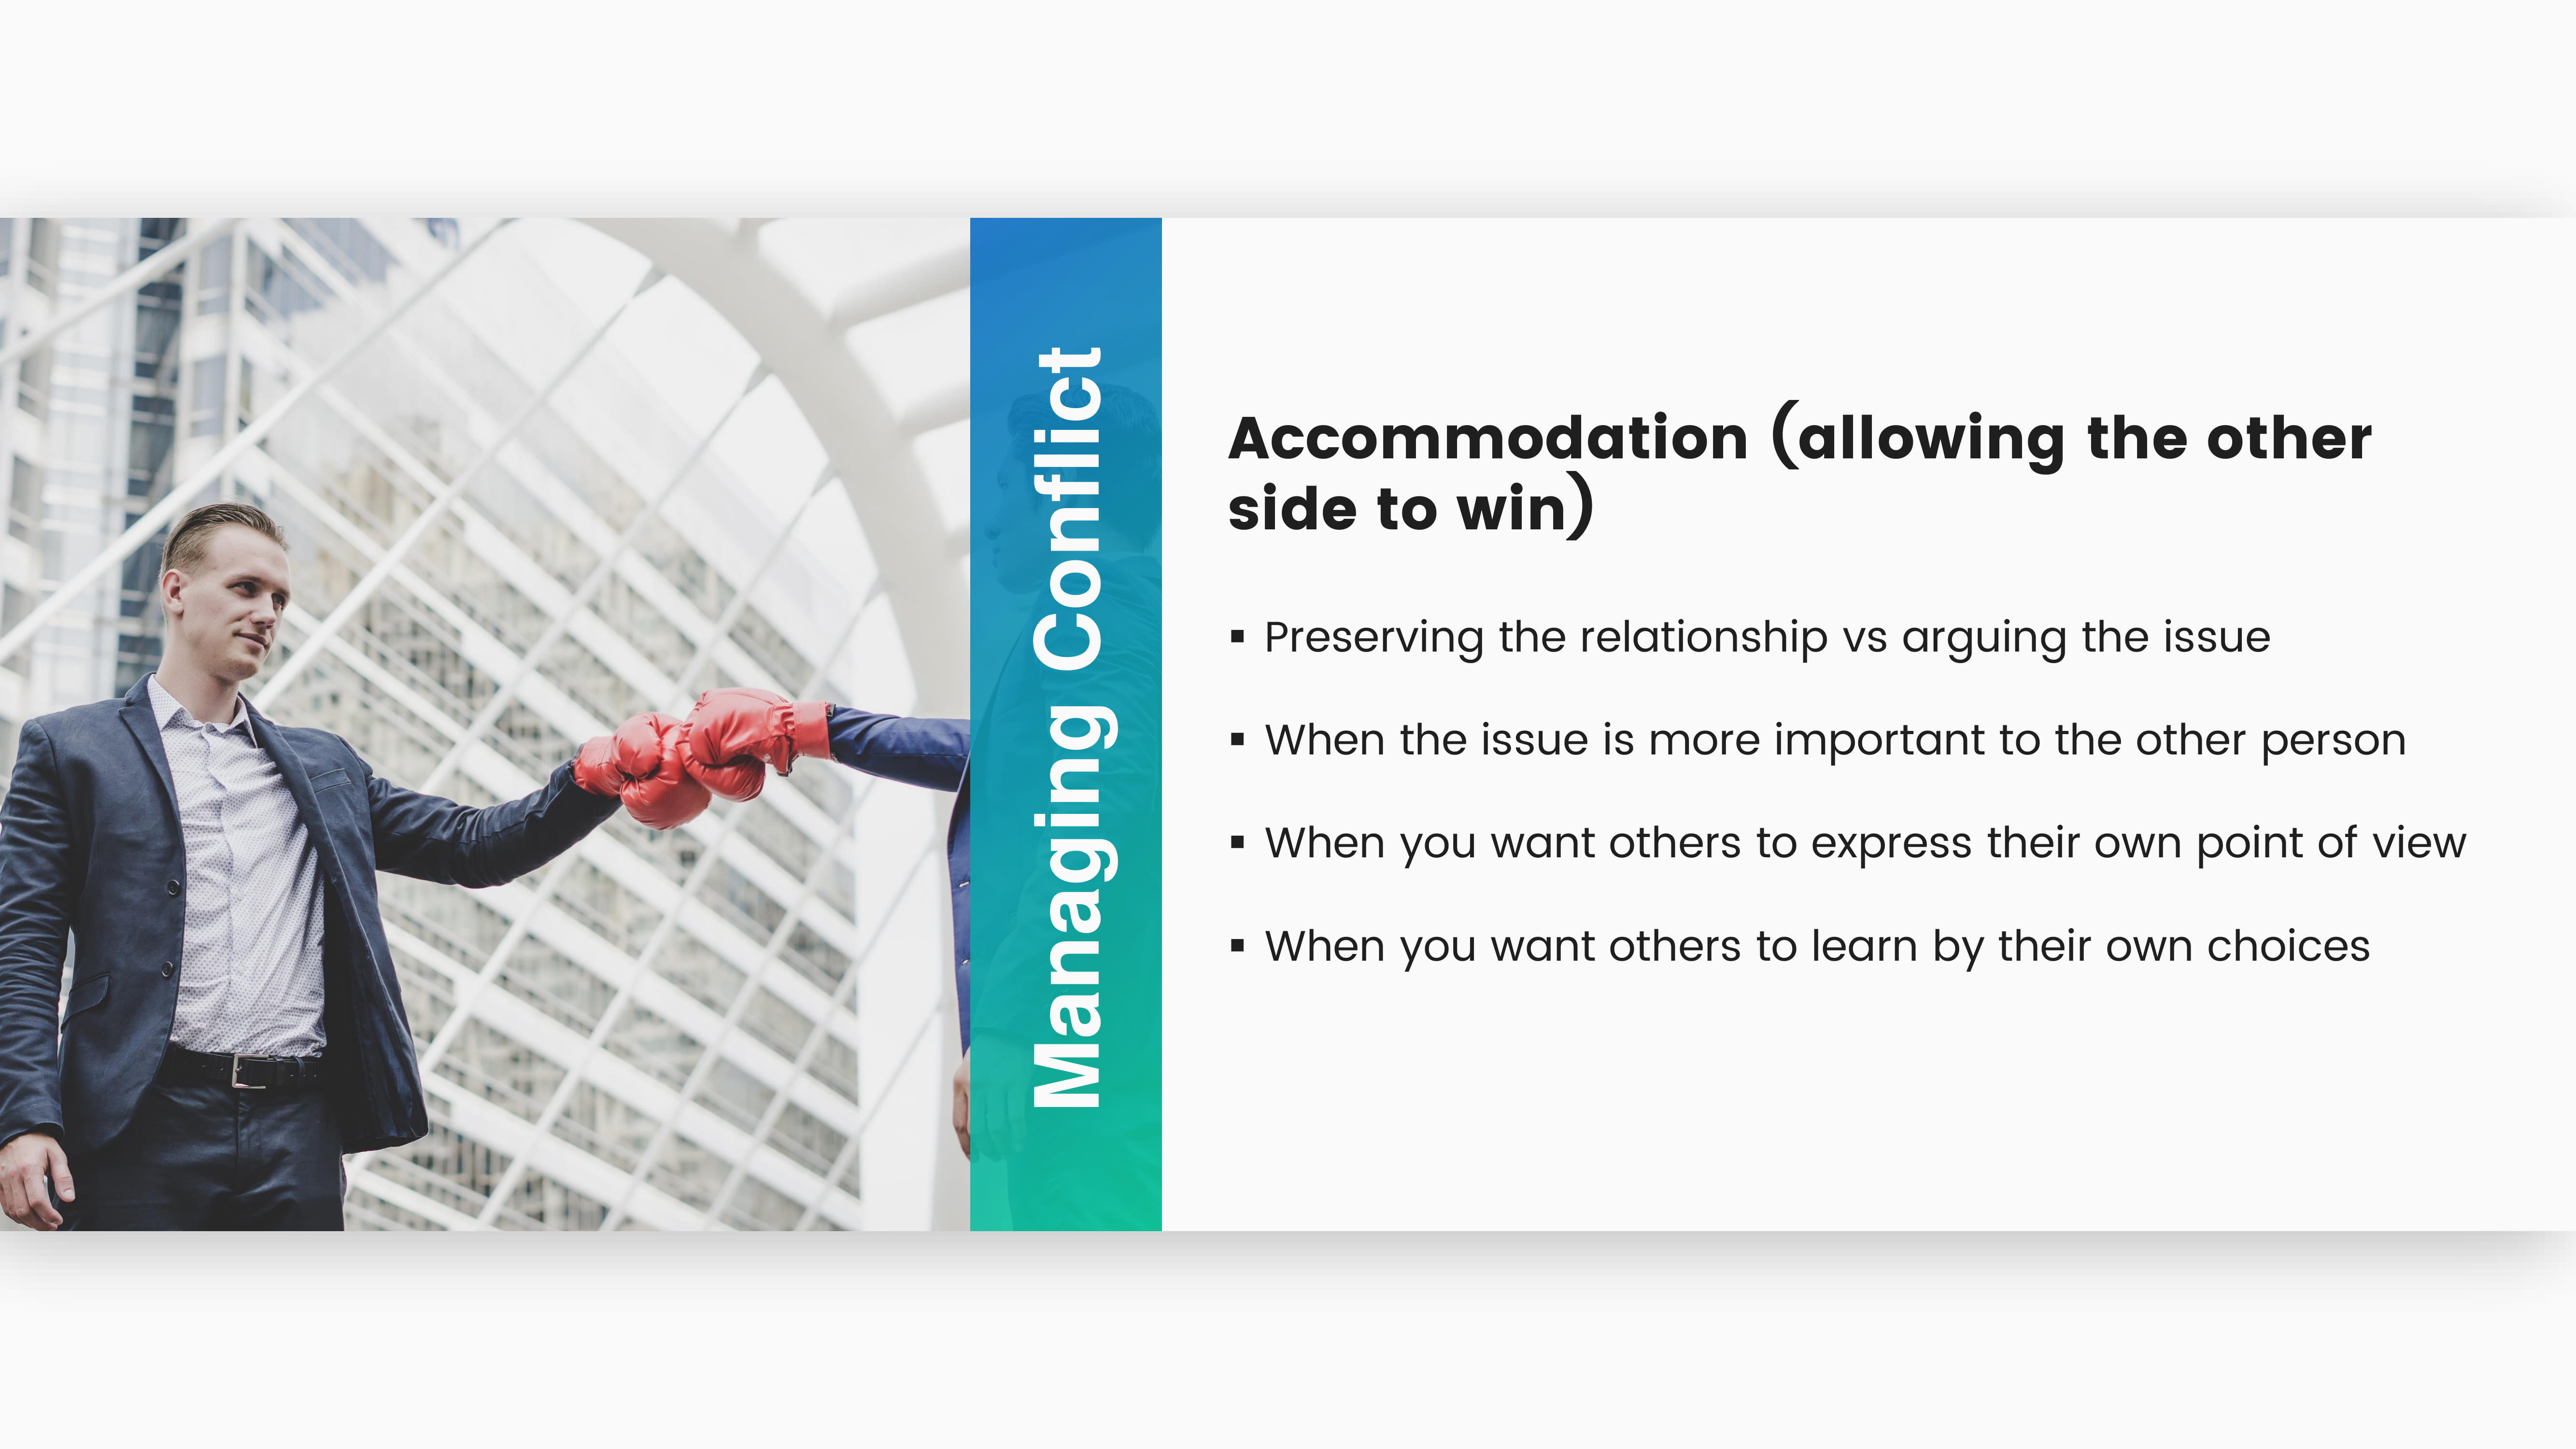 Managing Conflict
Accommodation (allowing the other
side to win)
▪ Preserving the relationship vs arguing the issue
▪ When the issue is more important to the other person
▪ When you want others to express their own point of view
▪ When you want others to learn by their own choices